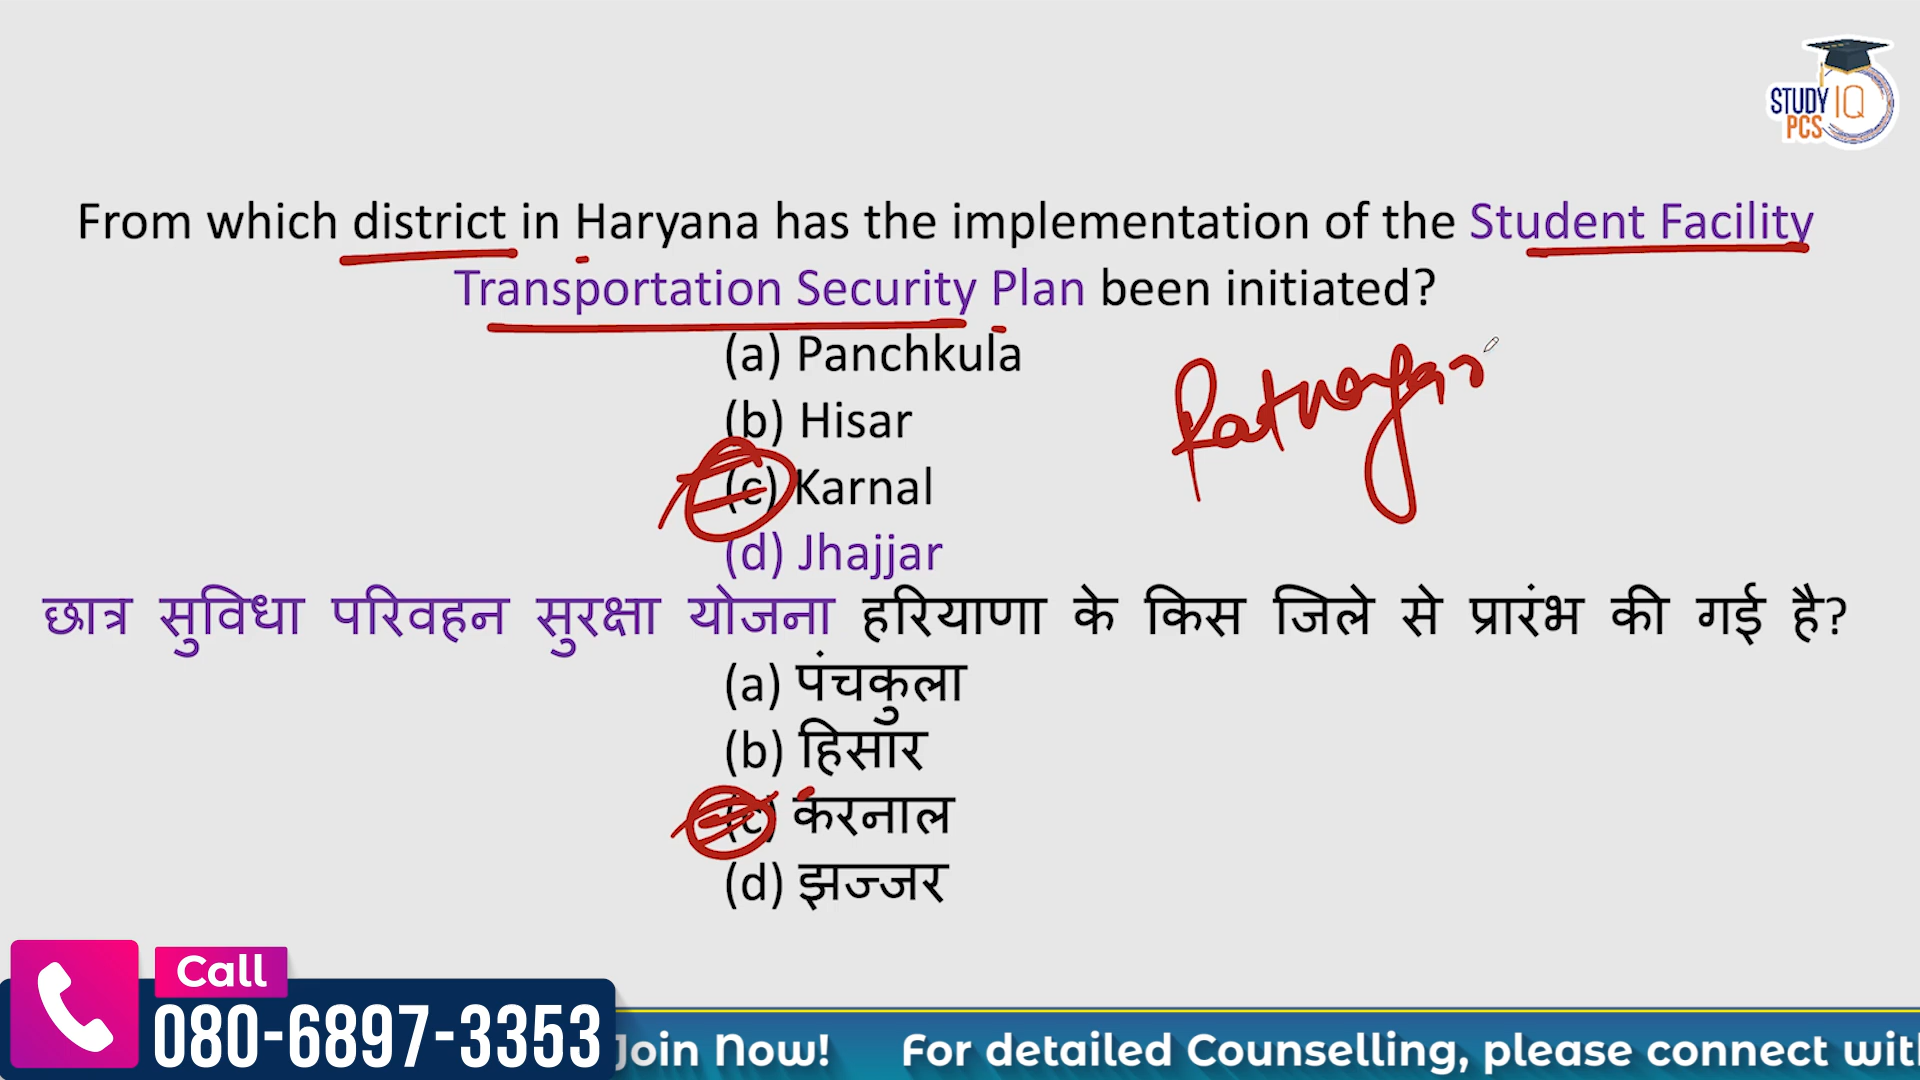 STUDY IQ
PCS
From which district in Haryana has the implementation of the Student Facility
Transportation Security Plan been initiated?
(a) Panchkula
(b) Hisar
(c) Karnal
(d) Jhajjar
छात्र सुविधा परिवहन सुरक्षा योजना हरियाणा के किस जिले से प्रारंभ की गई है?
(a) पंचकुला
(b) हिसार
(c) करनाल
(d) झज्जर
Call
080-6897-3353
Join Now! For detailed Counselling, please connect wit